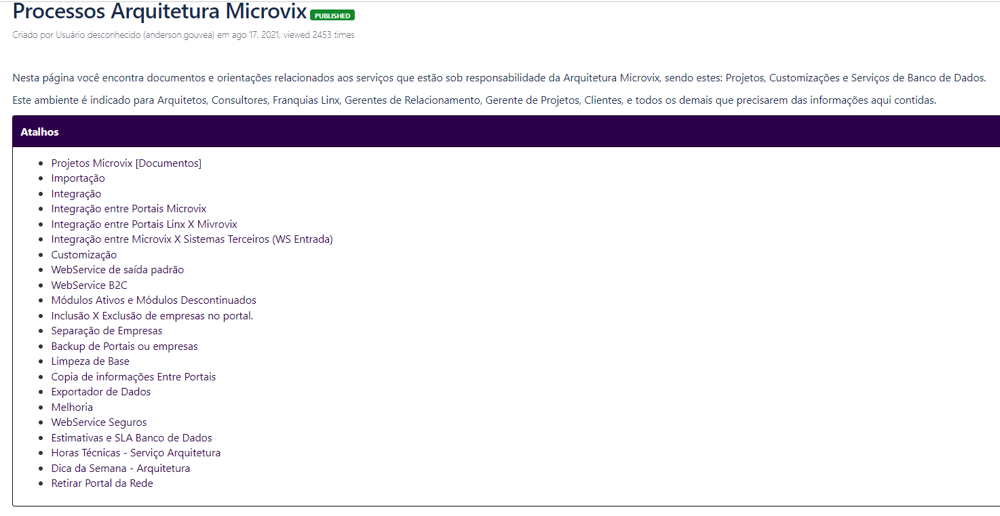 Processos Arquitetura Microvix PUBLISHED
Criado por Usuário desconhecido (anderson.gouvea) em ago 17, 2021, viewed 2453 times
Nesta página você encontra documentos e orientações relacionados aos serviços que estão sob responsabilidade da Arquitetura Microvix, sendo estes: Projetos, Customizações e Serviços de Banco de Dados.
Este ambiente é indicado para Arquitetos, Consultores, Franquias Linx, Gerentes de Relacionamento, Gerente de Projetos, Clientes, e todos os demais que precisarem das informações aqui contidas.
Atalhos
• Projetos Microvix [Documentos]
• Importação
• Integração
• Integração entre Portais Microvix
• Integração entre Portais Linx X Mivrovix
• Integração entre Microvix X Sistemas Terceiros (WS Entrada)
• Customização
• WebService de saída padrão
• WebService B2C
• Módulos Ativos e Módulos Descontinuados
• Inclusão X Exclusão de empresas no portal.
• Separação de Empresas
• Backup de Portais ou empresas
• Limpeza de Base
• Copia de informações Entre Portais
• Exportador de Dados
• Melhoria
• WebService Seguros
• Estimativas e SLA Banco de Dados
• Horas Técnicas - Serviço Arquitetura
• Dica da Semana - Arquitetura
• Retirar Portal da Rede